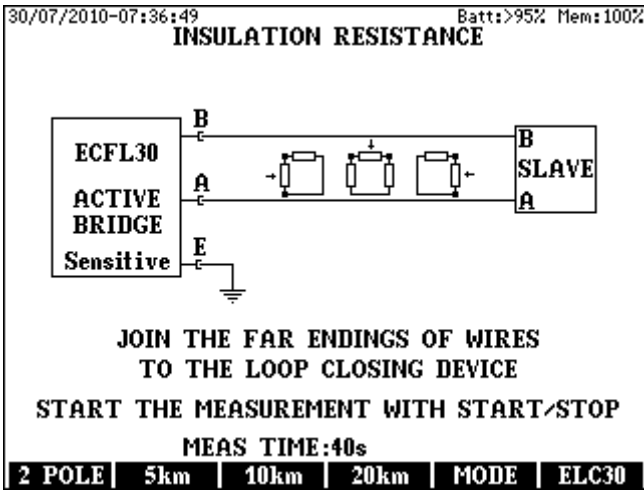 30/07/2010-07:36:49 Batt:>95% Mem:100%
INSULATION RESISTANCE
B
ECFL30
B
SLAVE
A
ACTIVE
A
BRIDGE
E
Sensitive
JOIN THE FAR ENDINGS OF WIRES
TO THE LOOP CLOSING DEVICE
START THE MEASUREMENT WITH START/STOP
MEAS TIME:40s
2 POLE 5km 10km 20km MODE ELC30